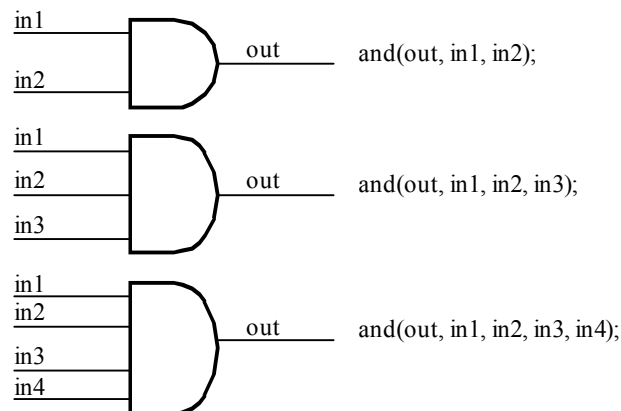 in1
in2
out
and(out, in1, in2);
in1
in2
in3
out
and(out, in1, in2, in3);
in1
in2
in3
in4
out
and(out, in1, in2, in3, in4);